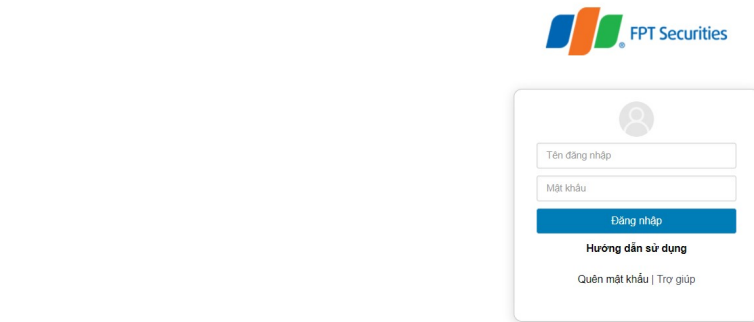 FPT Securities
Tên đăng nhập
Mật khẩu
Đăng nhập
Hướng dẫn sử dụng
Quên mật khẩu | Trợ giúp